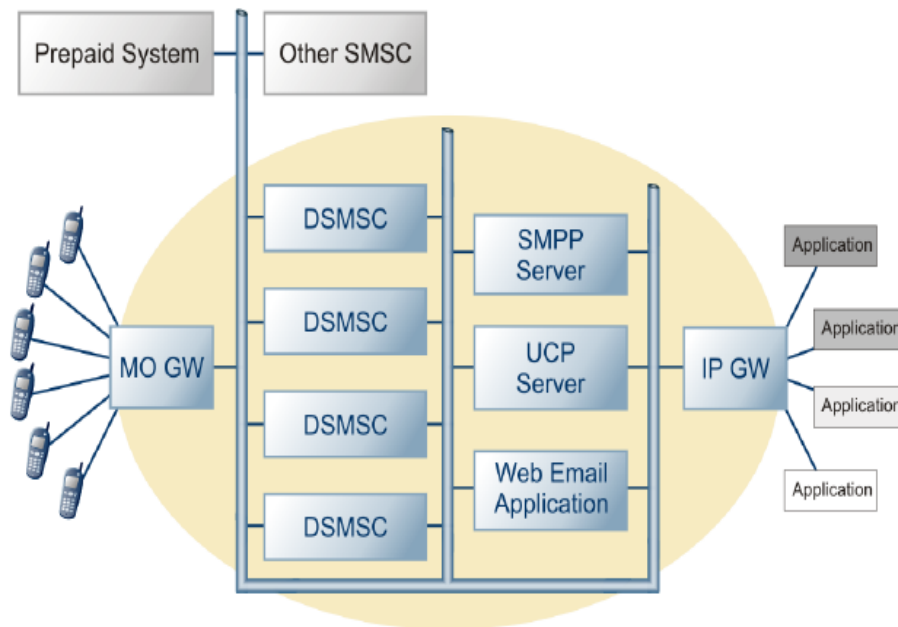 Prepaid System
Other SMSC
DSMSC
DSMSC
DSMSC
DSMSC
MO GW
SMPP
Server
UCP
Server
Web Email
Application
IP GW
Application
Application
Application
Application